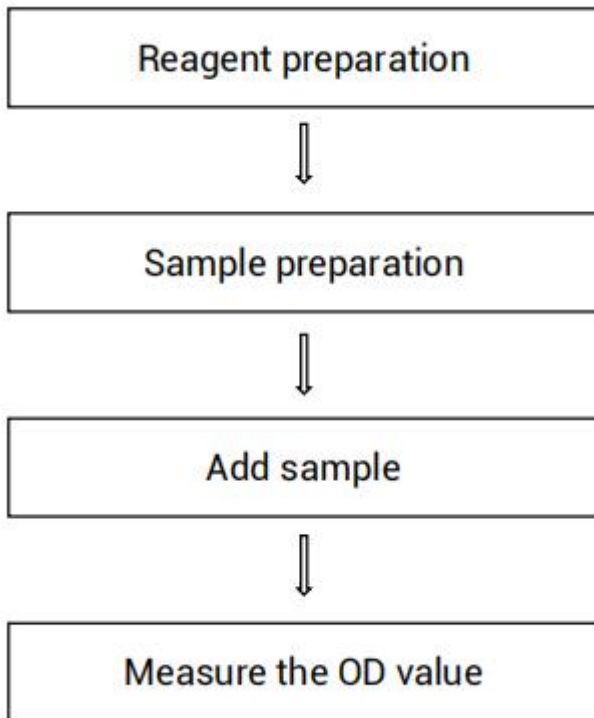 Reagent preparation
Sample preparation
Add sample
Measure the OD value